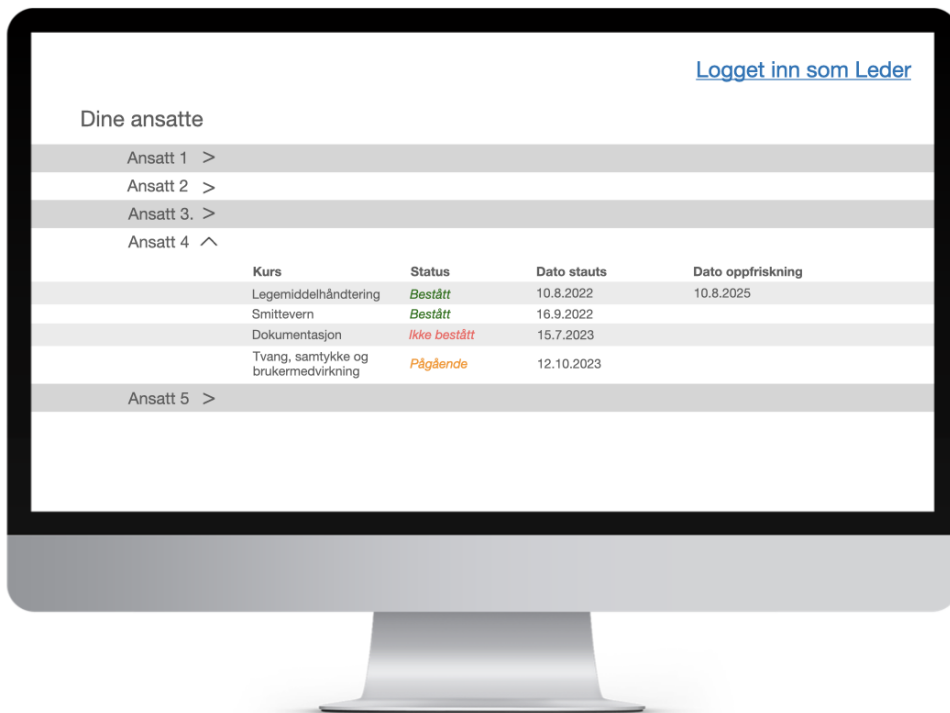 Logget inn som Leder
Dine ansatte
Ansatt 1 >
Ansatt 2 >
Ansatt 3. >
Ansatt 4
Kurs Status Dato stauts Dato oppfriskning
Legemiddelhåndtering Bestått 10.8.2022 10.8.2025
Smittevern Bestått 16.9.2022
Dokumentasjon Ikke bestått 15.7.2023
Tvang, samtykke og
brukermedvirkning Pågående 12.10.2023
Ansatt 5 >